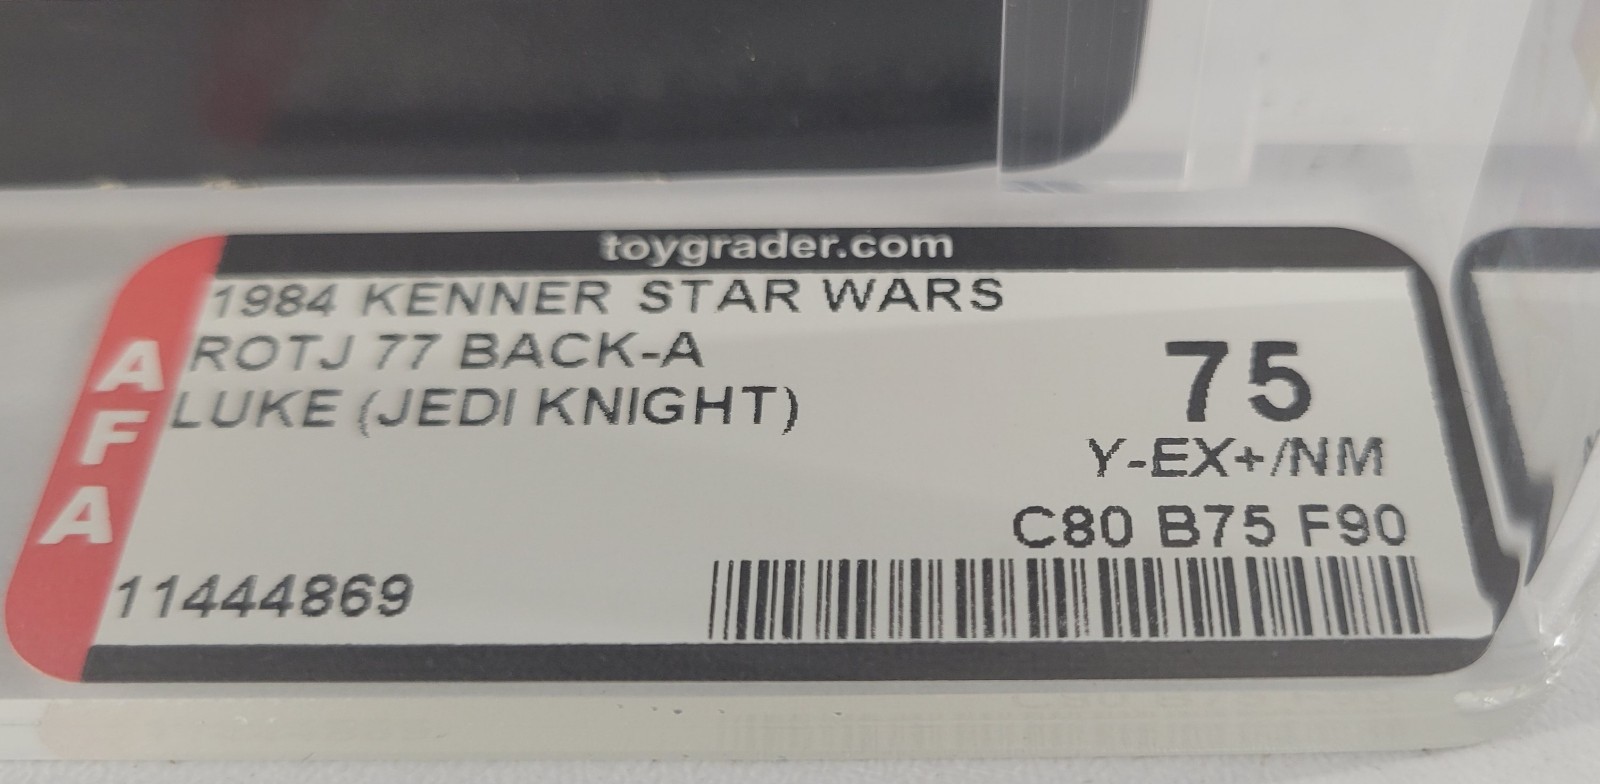 toygrader.com
1984 KENNER STAR WARS
ROTJ 77 BACK-A
LUKE (JEDI KNIGHT)
75
Y-EX+/NM
C80 B75 F90
11444869
AFA